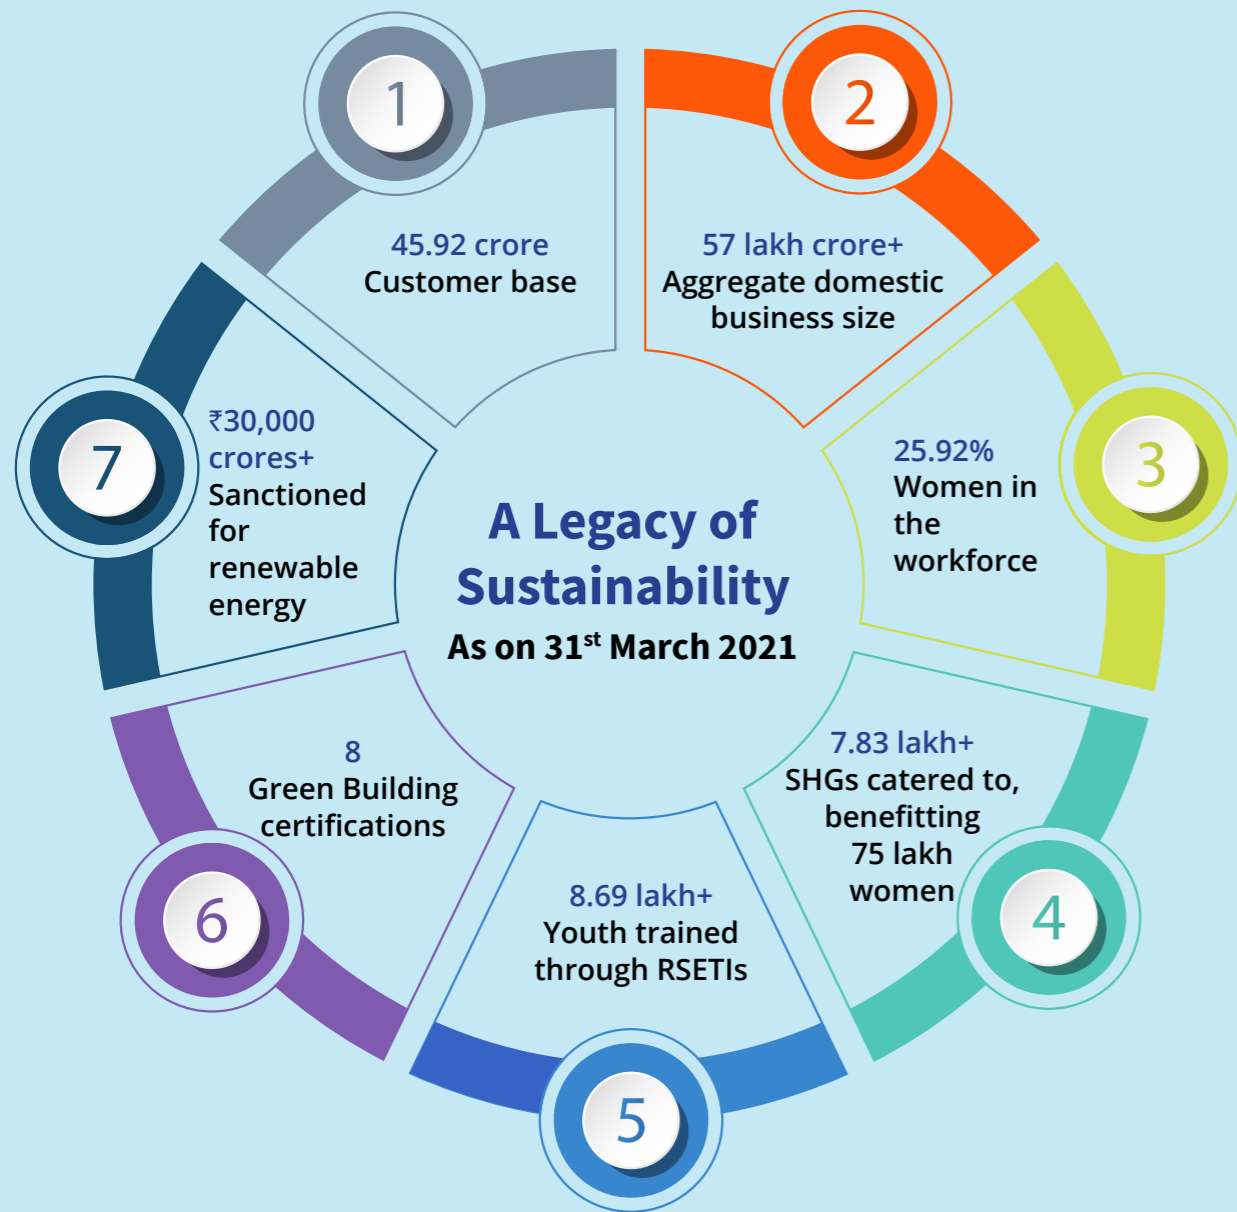 A Legacy of
Sustainability
As on 31st March 2021
1
45.92 crore
Customer base
2
57 lakh crore+
Aggregate domestic
business size
3
25.92%
Women in
the
workforce
4
7.83 lakh+
SHGs catered to,
benefitting
75 lakh
women
5
8.69 lakh+
Youth trained
through RSETIs
6
8
Green Building
certifications
7
₹30,000
crores+
Sanctioned
for
renewable
energy